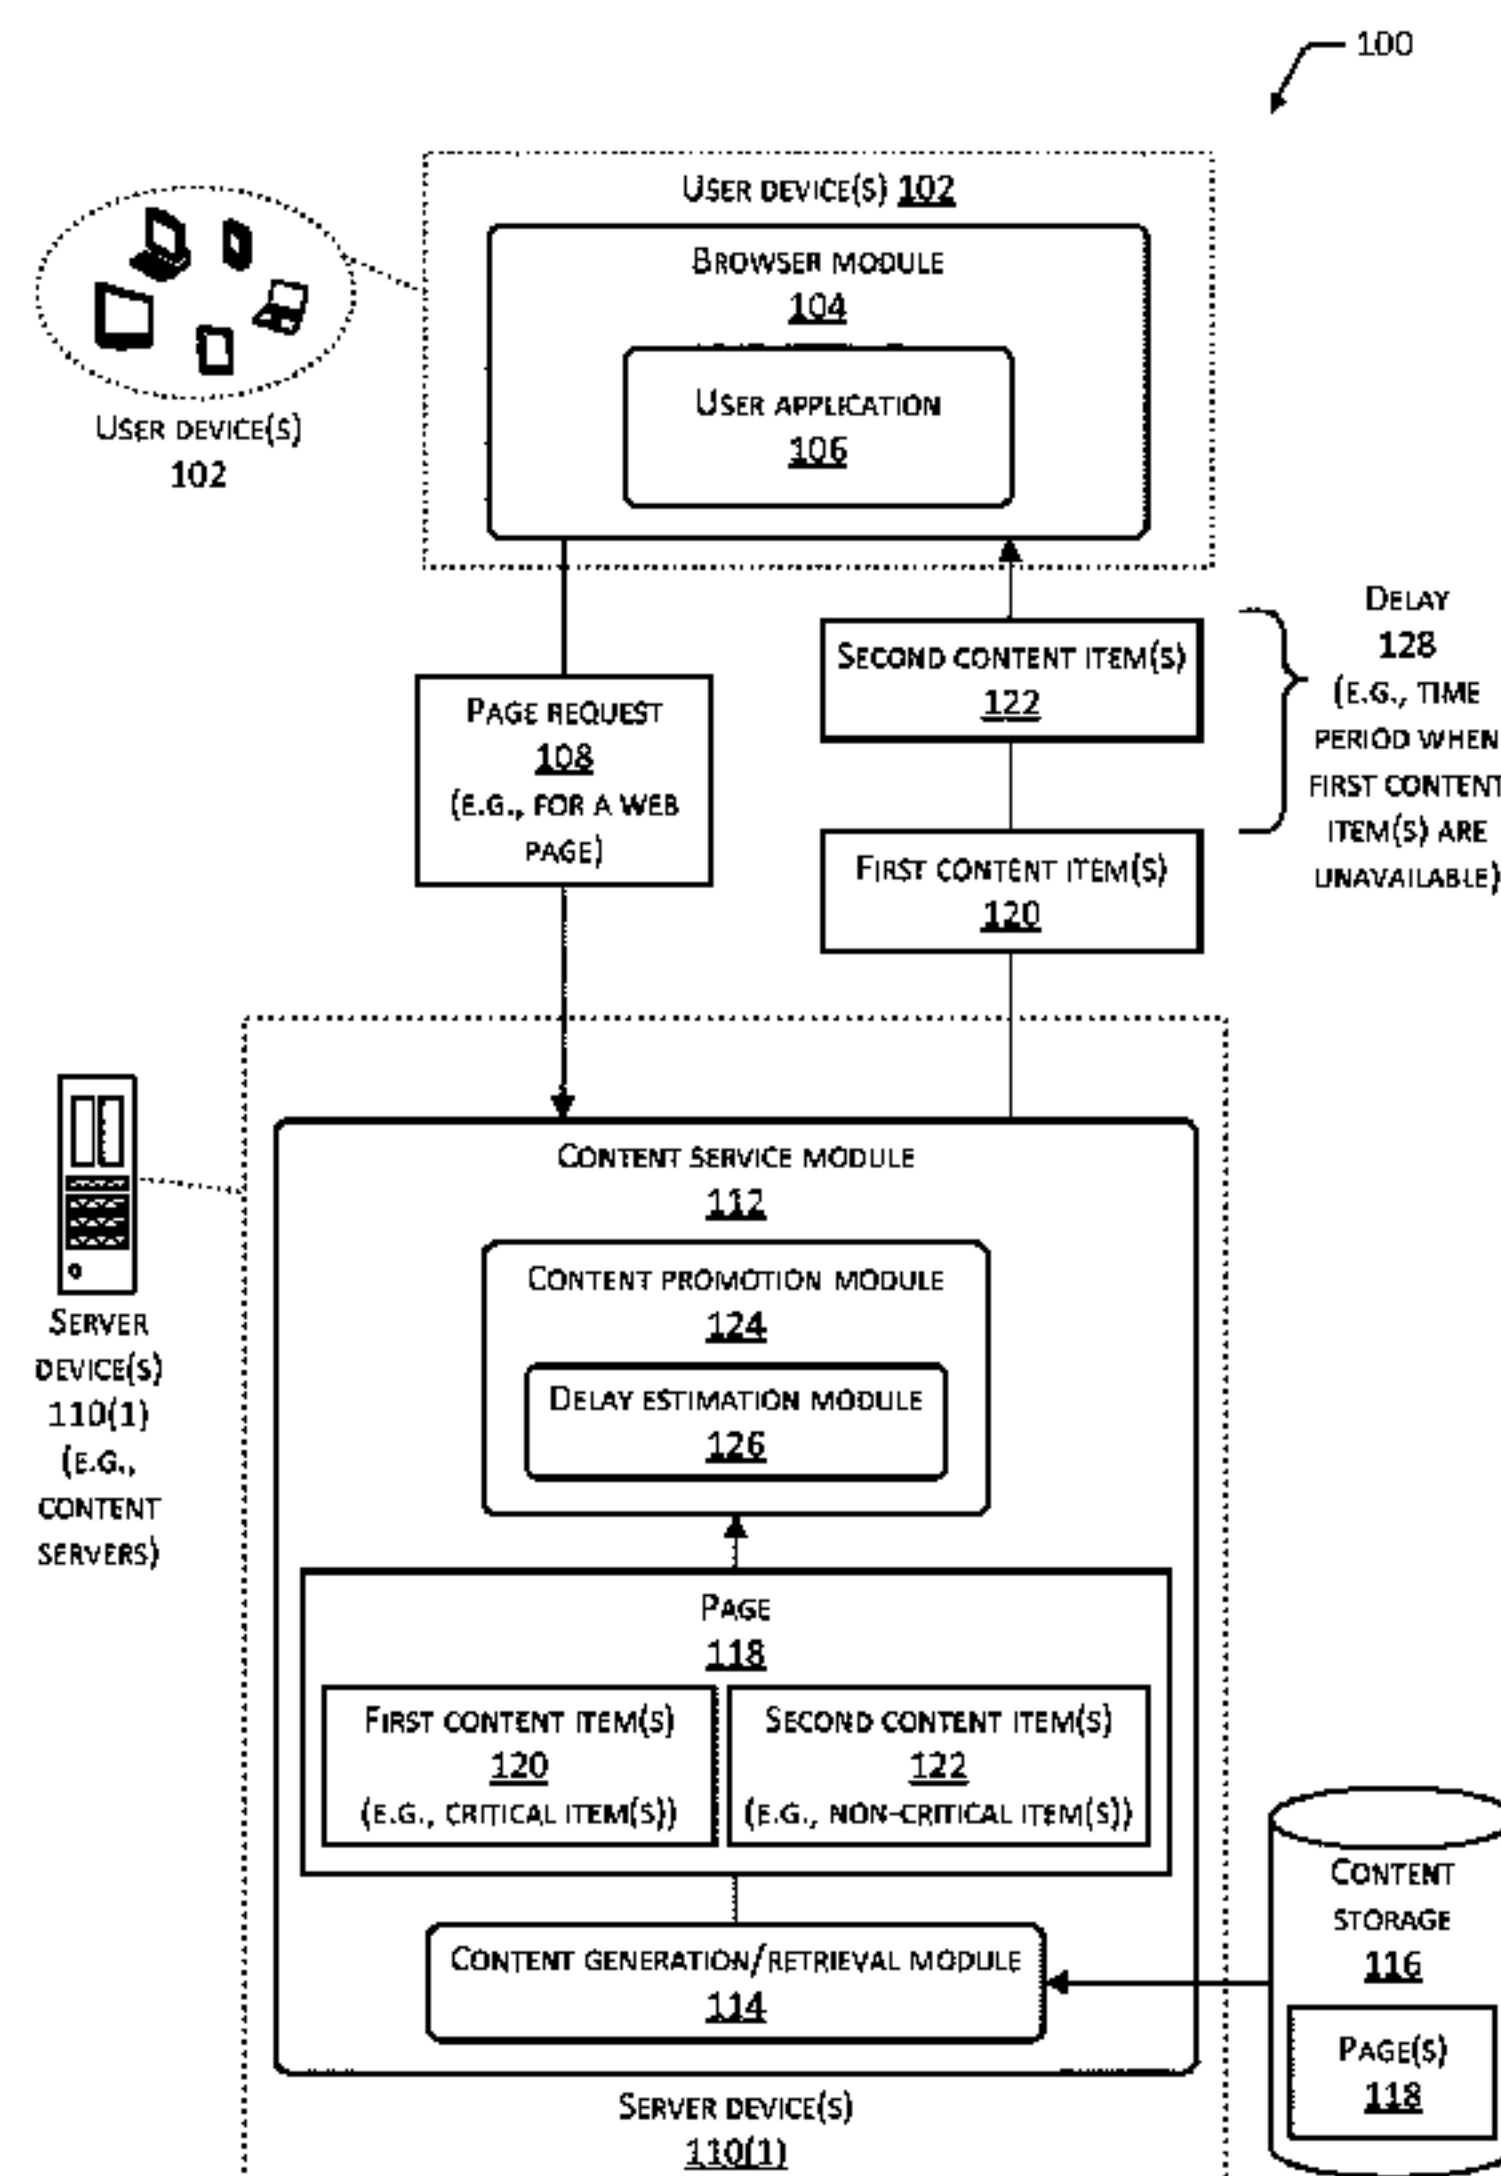 100
User device(s) 102
Browser module
104
User application
106
User device(s)
102
Page request
108
(e.g., for a web
page)
Second content item(s)
122
First content item(s)
120
Delay
128
(e.g., time
period when
first content
item(s) are
unavailable)
Server
device(s)
110(1)
(e.g.,
content
servers)
Content service module
112
Content promotion module
124
Delay estimation module
126
Page
118
First content item(s)
120
(e.g., critical item(s))
Second content item(s)
122
(e.g., non-critical item(s))
Content generation/retrieval module
114
Server device(s)
110(1)
Content
storage
116
Page(s)
118